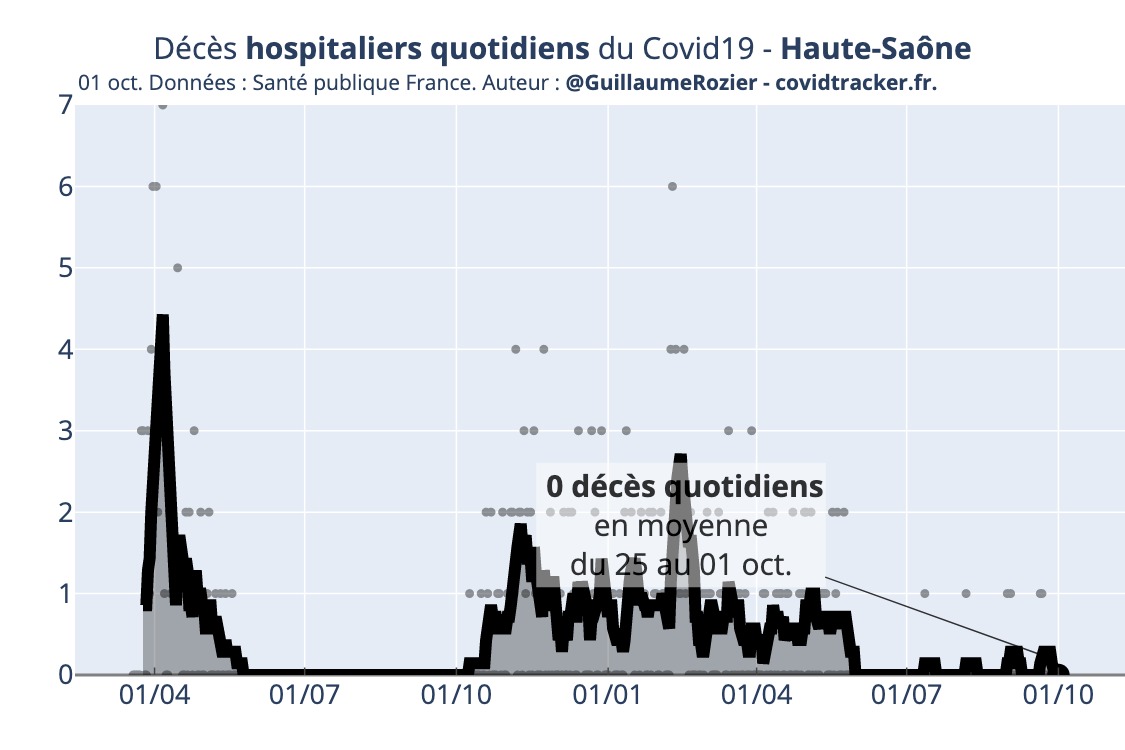 Décès hospitaliers quotidiens du Covid19 - Haute-Saône
01 oct. Données : Santé publique France. Auteur : @GuillaumeRozier - covidtracker.fr.
7
6
5
4
3
2
1
0
0 décès quotidiens
en moyenne
du 25 au 01 oct.
01/04 01/07 01/10 01/01 01/04 01/07 01/10